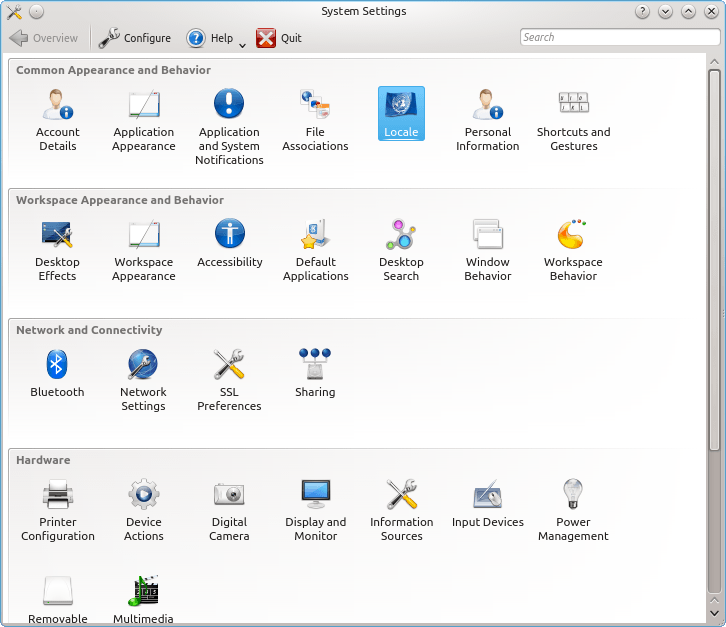 System Settings
Overview Configure Help Quit Search
Common Appearance and Behavior
Account Details
Application Appearance
Application and System Notifications
File Associations
Locale
Personal Information
Shortcuts and Gestures
Workspace Appearance and Behavior
Desktop Effects
Workspace Appearance
Accessibility
Default Applications
Desktop Search
Window Behavior
Workspace Behavior
Network and Connectivity
Bluetooth
Network Settings
SSL Preferences
Sharing
Hardware
Printer Configuration
Device Actions
Digital Camera
Display and Monitor
Information Sources
Input Devices
Power Management
Removable
Multimedia